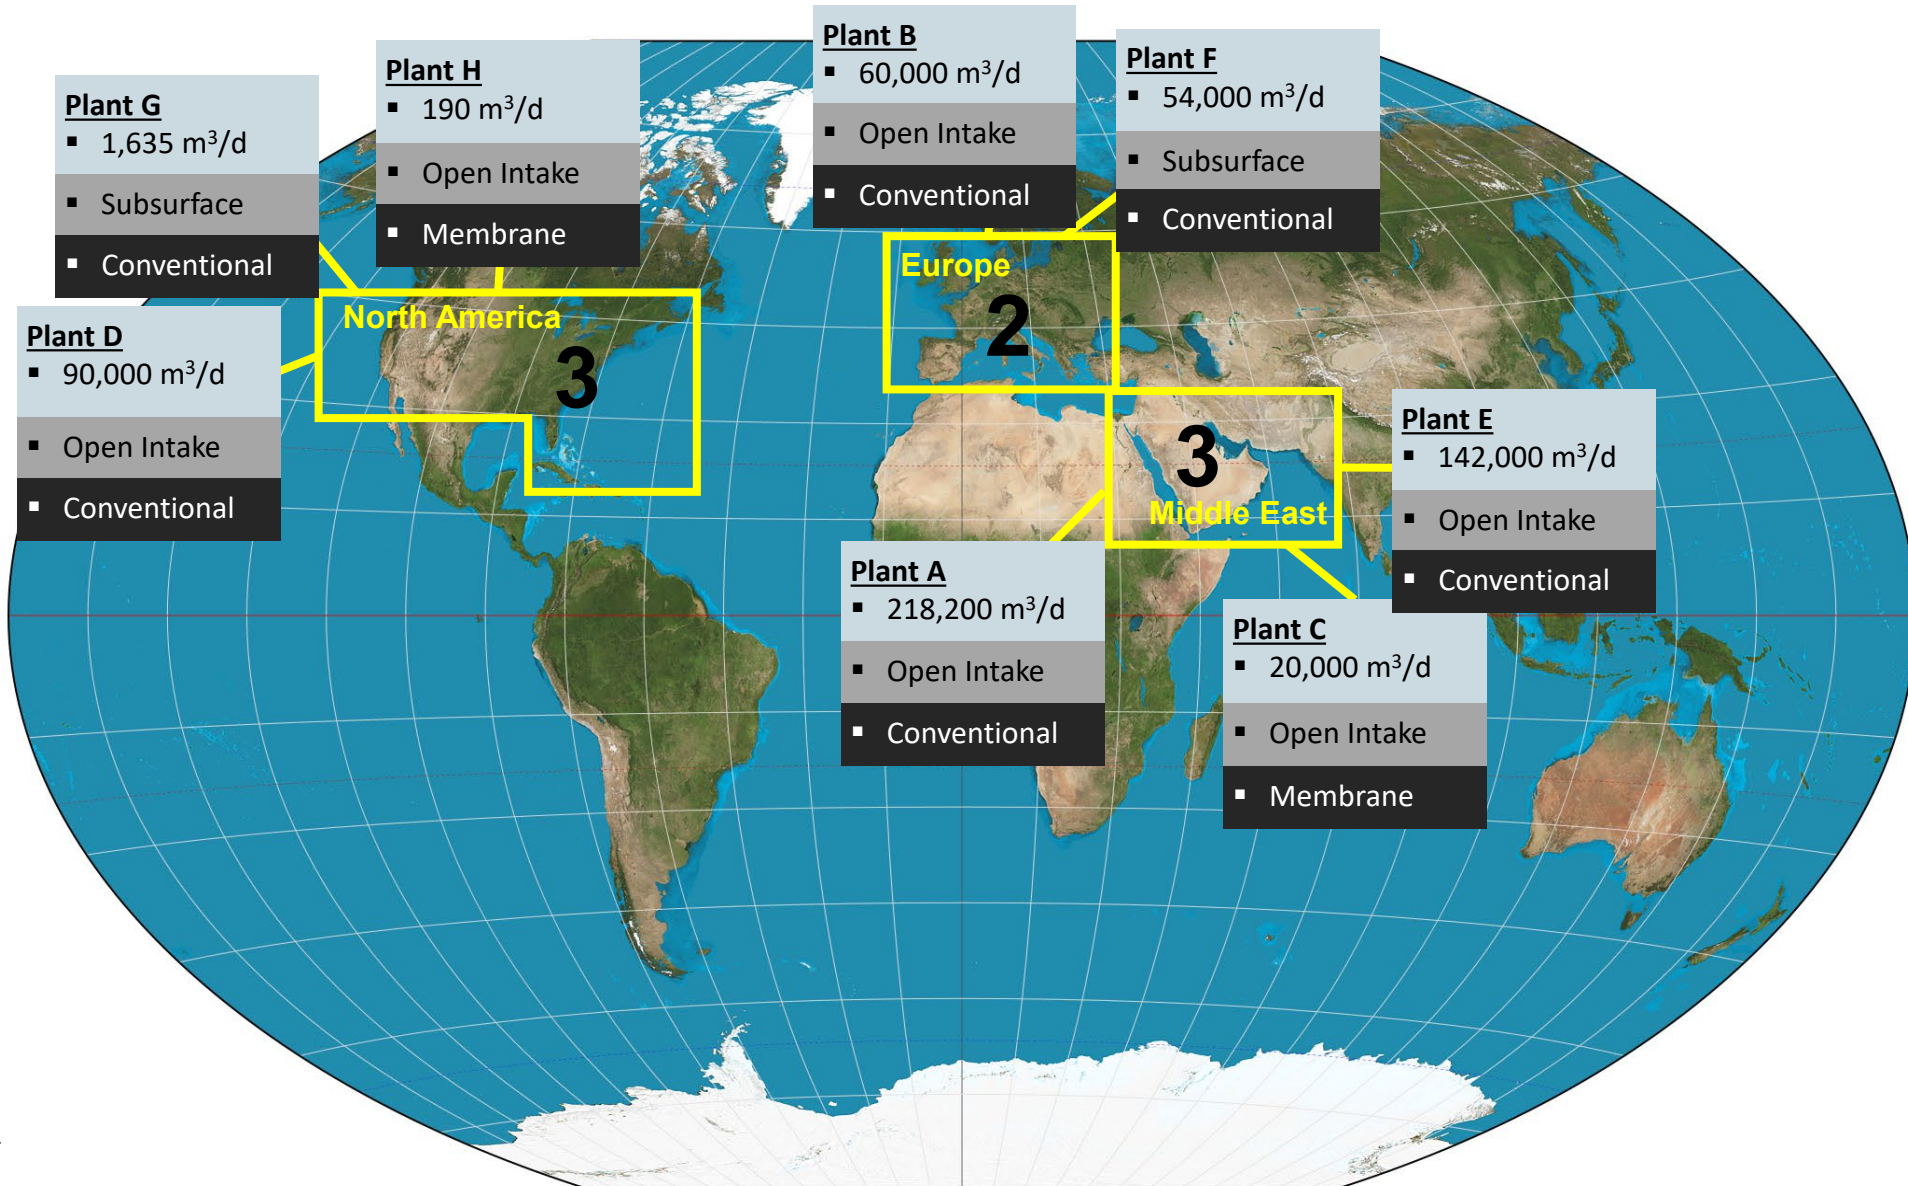 Plant G
▪ 1,635 m³/d
▪ Subsurface
▪ Conventional
Plant H
▪ 190 m³/d
▪ Open Intake
▪ Membrane
Plant B
▪ 60,000 m³/d
▪ Open Intake
▪ Conventional
Plant F
▪ 54,000 m³/d
▪ Subsurface
▪ Conventional
Plant D
▪ 90,000 m³/d
▪ Open Intake
▪ Conventional
North America
3
Europe
2
3
Middle East
Plant E
▪ 142,000 m³/d
▪ Open Intake
▪ Conventional
Plant A
▪ 218,200 m³/d
▪ Open Intake
▪ Conventional
Plant C
▪ 20,000 m³/d
▪ Open Intake
▪ Membrane